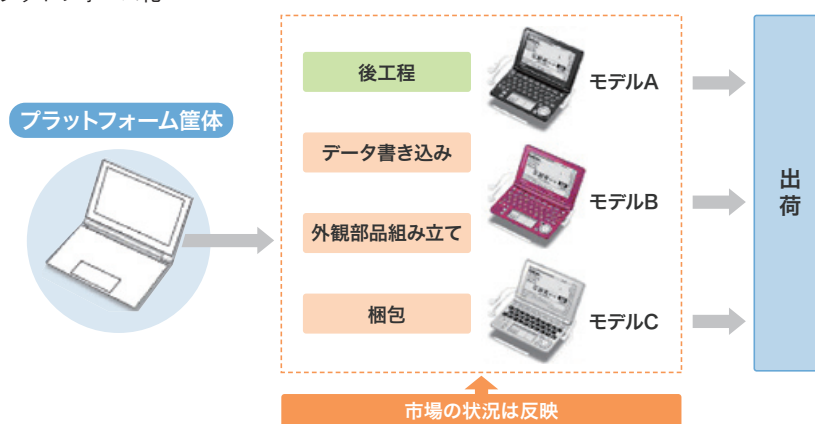 プラットフォーム筐体
後工程
データ書き込み
外観部品組み立て
梱包
モデルA
モデルB
モデルC
出荷
市場の状況は反映